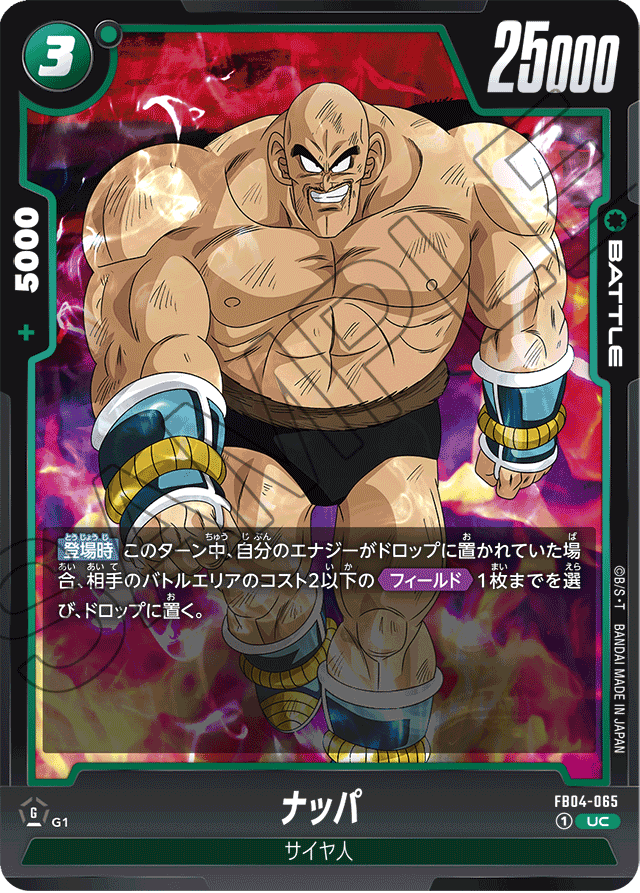 3
25000
+ 5000
BATTLE
SAMPLE
登場時 このターン中、自分のエナジーがドロップに置かれていた場
合、相手のバトルエリアのコスト2以下の フィールド 1枚までを選
び、ドロップに置く。
©B/S・T BANDAI MADE IN JAPAN
G G1
ナッパ
FB04-065
1 UC
サイヤ人